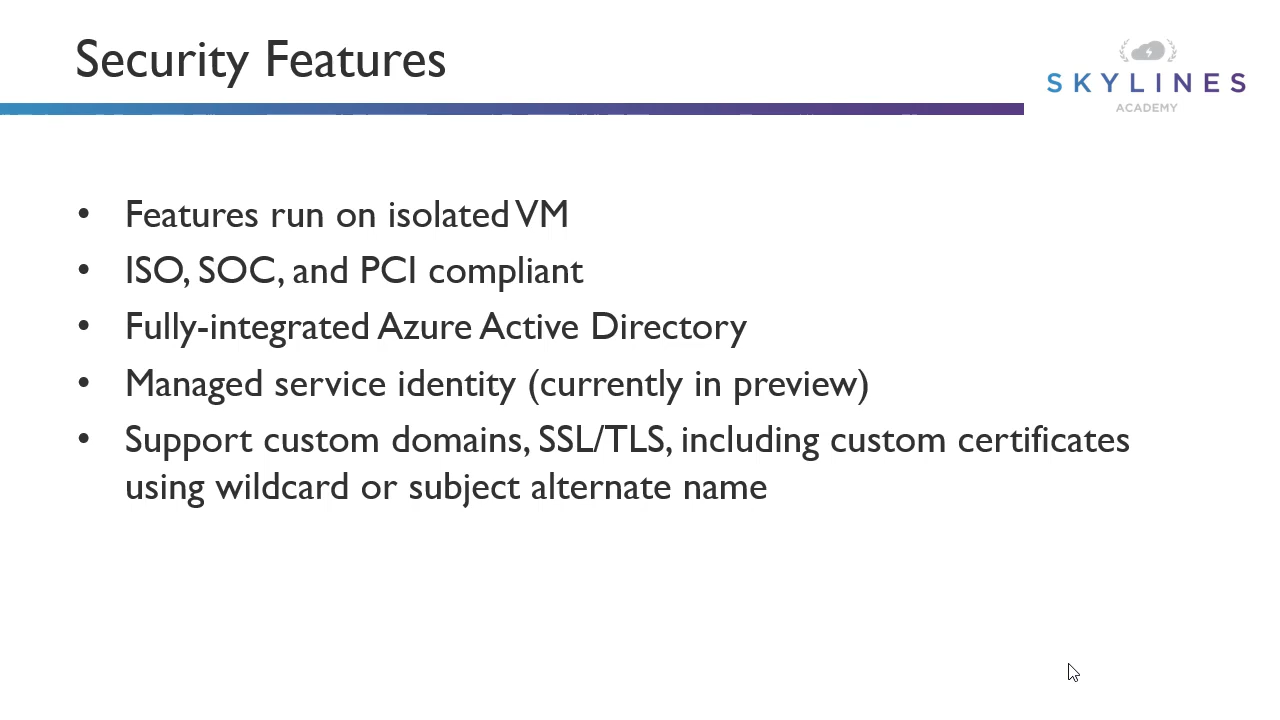 Security Features
SKYLINES
ACADEMY
• Features run on isolated VM
• ISO, SOC, and PCI compliant
• Fully-integrated Azure Active Directory
• Managed service identity (currently in preview)
• Support custom domains, SSL/TLS, including custom certificates
using wildcard or subject alternate name